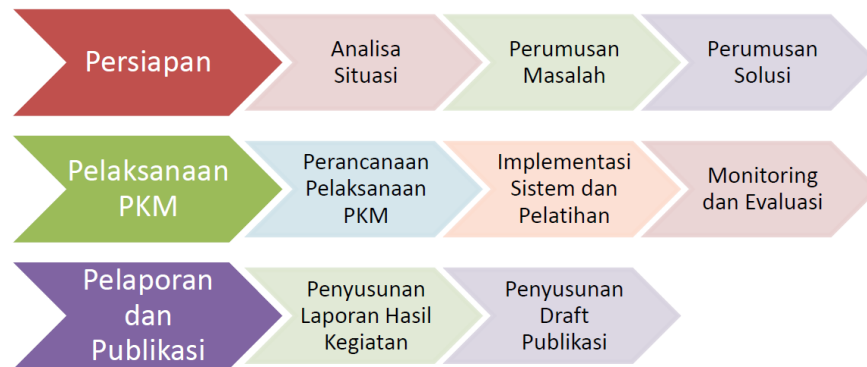 Persiapan
Analisa
Situasi
Perumusan
Masalah
Perumusan
Solusi
Pelaksanaan
PKM
Perancanaan
Pelaksanaan
PKM
Implementasi
Sistem dan
Pelatihan
Monitoring
dan Evaluasi
Pelaporan
dan
Publikasi
Penyusunan
Laporan Hasil
Kegiatan
Penyusunan
Draft
Publikasi